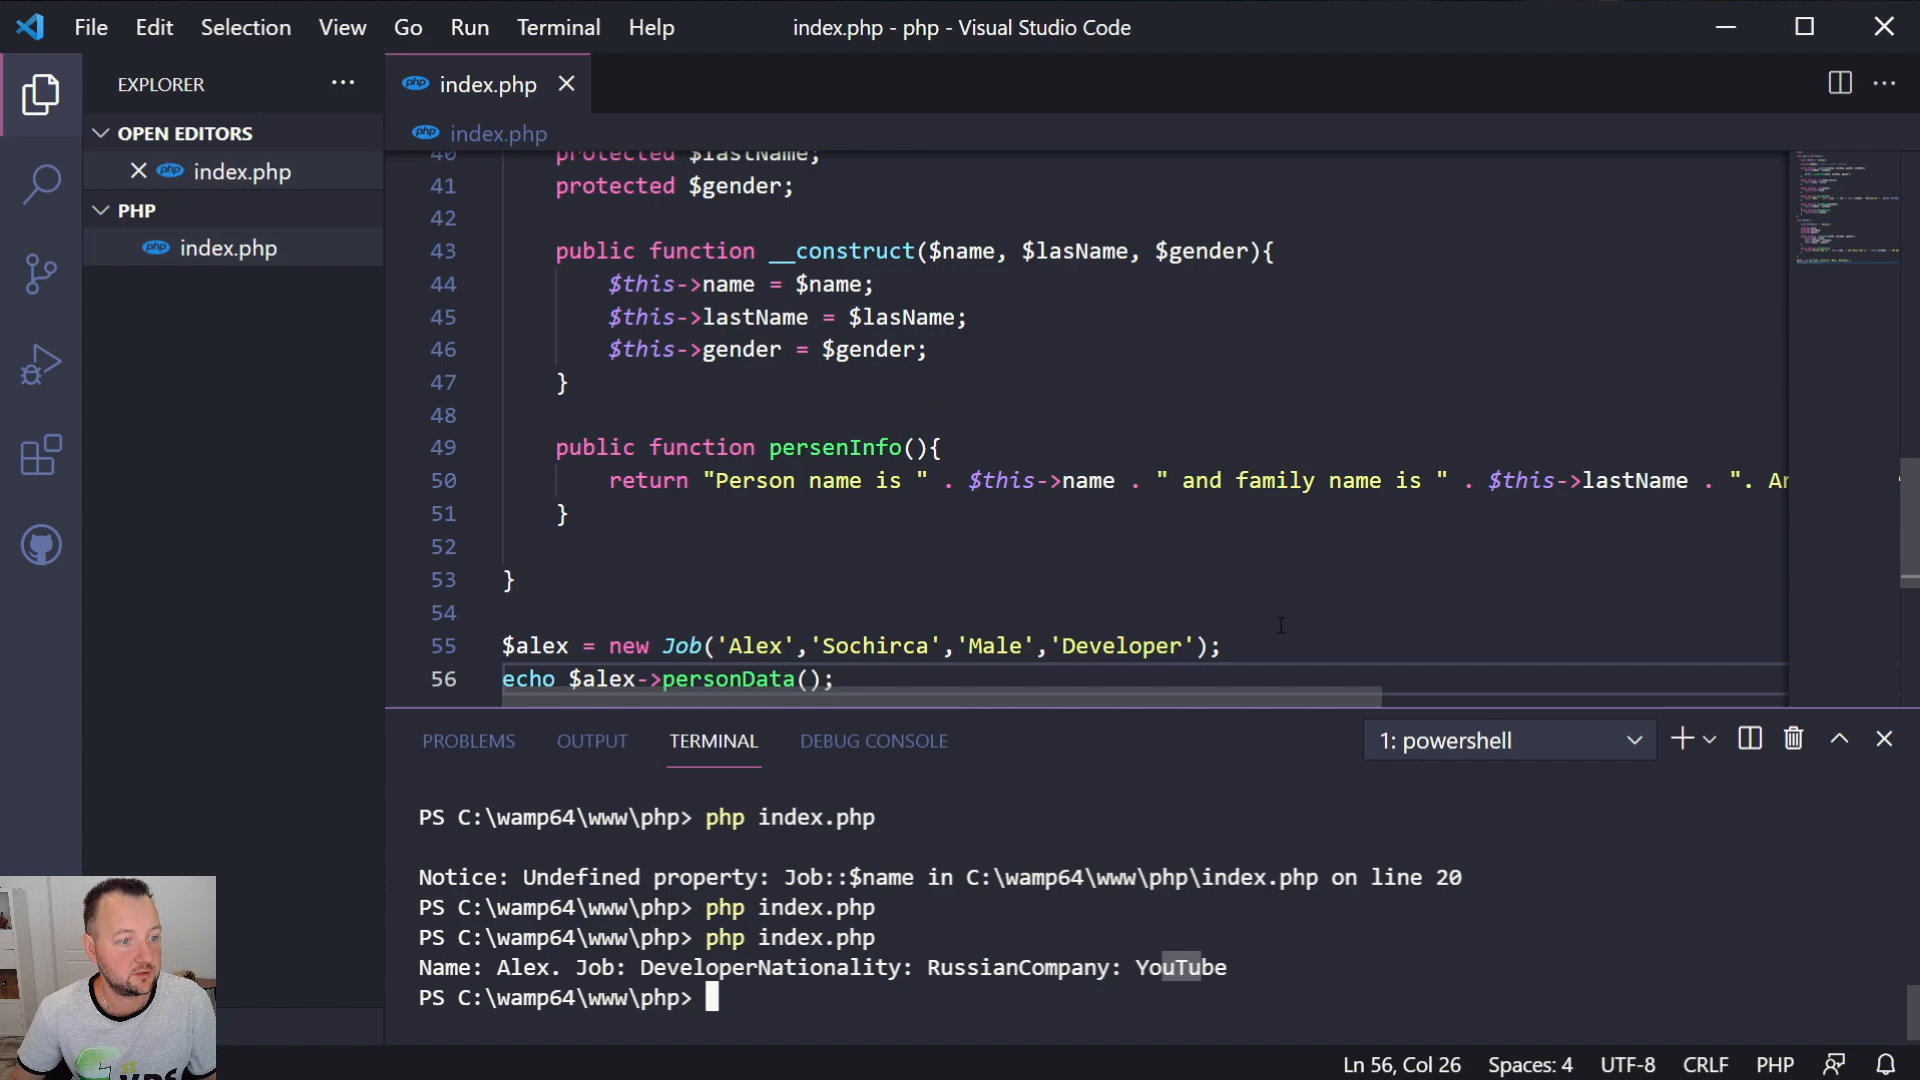 File Edit Selection View Go Run Terminal Help index.php - php - Visual Studio Code
EXPLORER
OPEN EDITORS
index.php
PHP
index.php
index.php
index.php
40 protected $lastName;
41 protected $gender;
42
43 public function __construct($name, $lasName, $gender){
44 $this->name = $name;
45 $this->lastName = $lasName;
46 $this->gender = $gender;
47 }
48
49 public function persenInfo(){
50 return "Person name is " . $this->name . " and family name is " . $this->lastName . ". An
51 }
52
53 }
54
55 $alex = new Job('Alex','Sochirca','Male','Developer');
56 echo $alex->personData();
PROBLEMS OUTPUT TERMINAL DEBUG CONSOLE 1: powershell
PS C:\wamp64\www\php> php index.php
Notice: Undefined property: Job::$name in C:\wamp64\www\php\index.php on line 20
PS C:\wamp64\www\php> php index.php
PS C:\wamp64\www\php> php index.php
Name: Alex. Job: DeveloperNationality: RussianCompany: YouTube
PS C:\wamp64\www\php>
Ln 56, Col 26 Spaces: 4 UTF-8 CRLF PHP